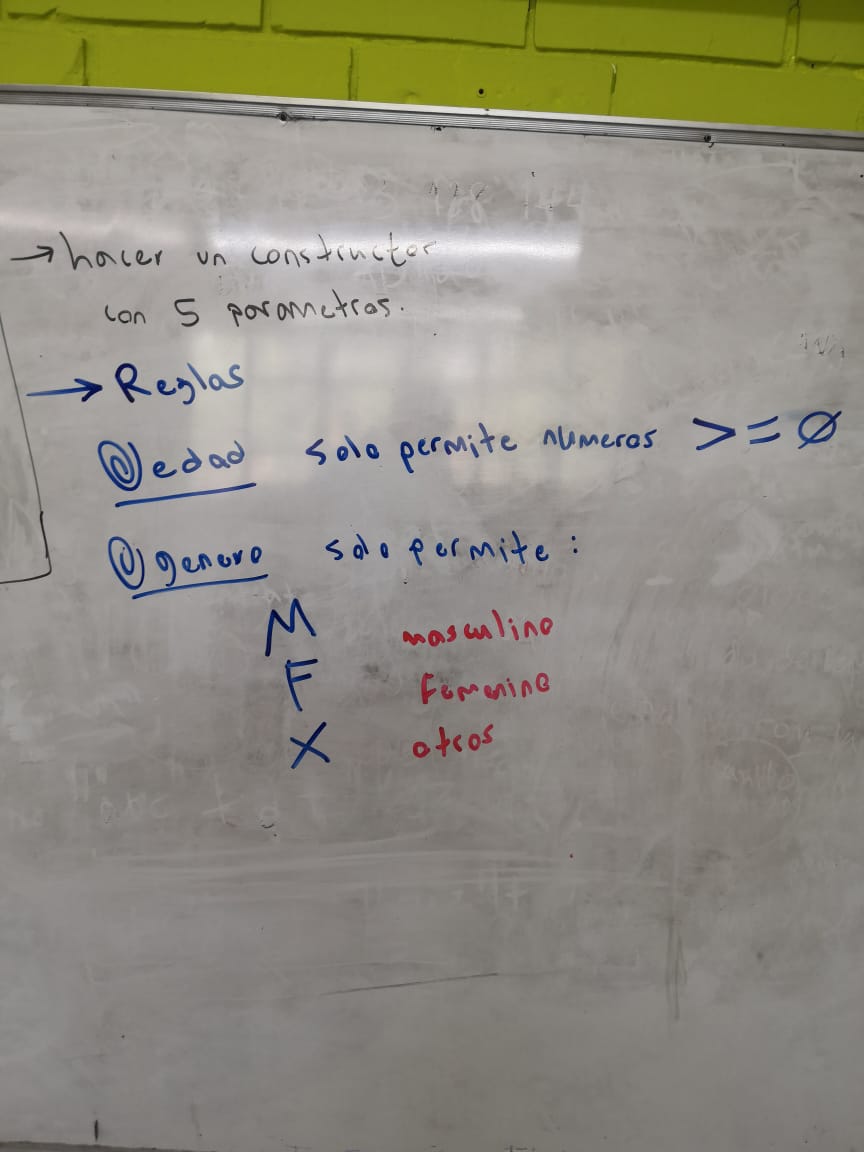 → hacer un constructor
con 5 parametros.
→ Reglas
@edad solo permite numeros >= Ø
@genero solo permite:
M masculino
F Femenino
X otros